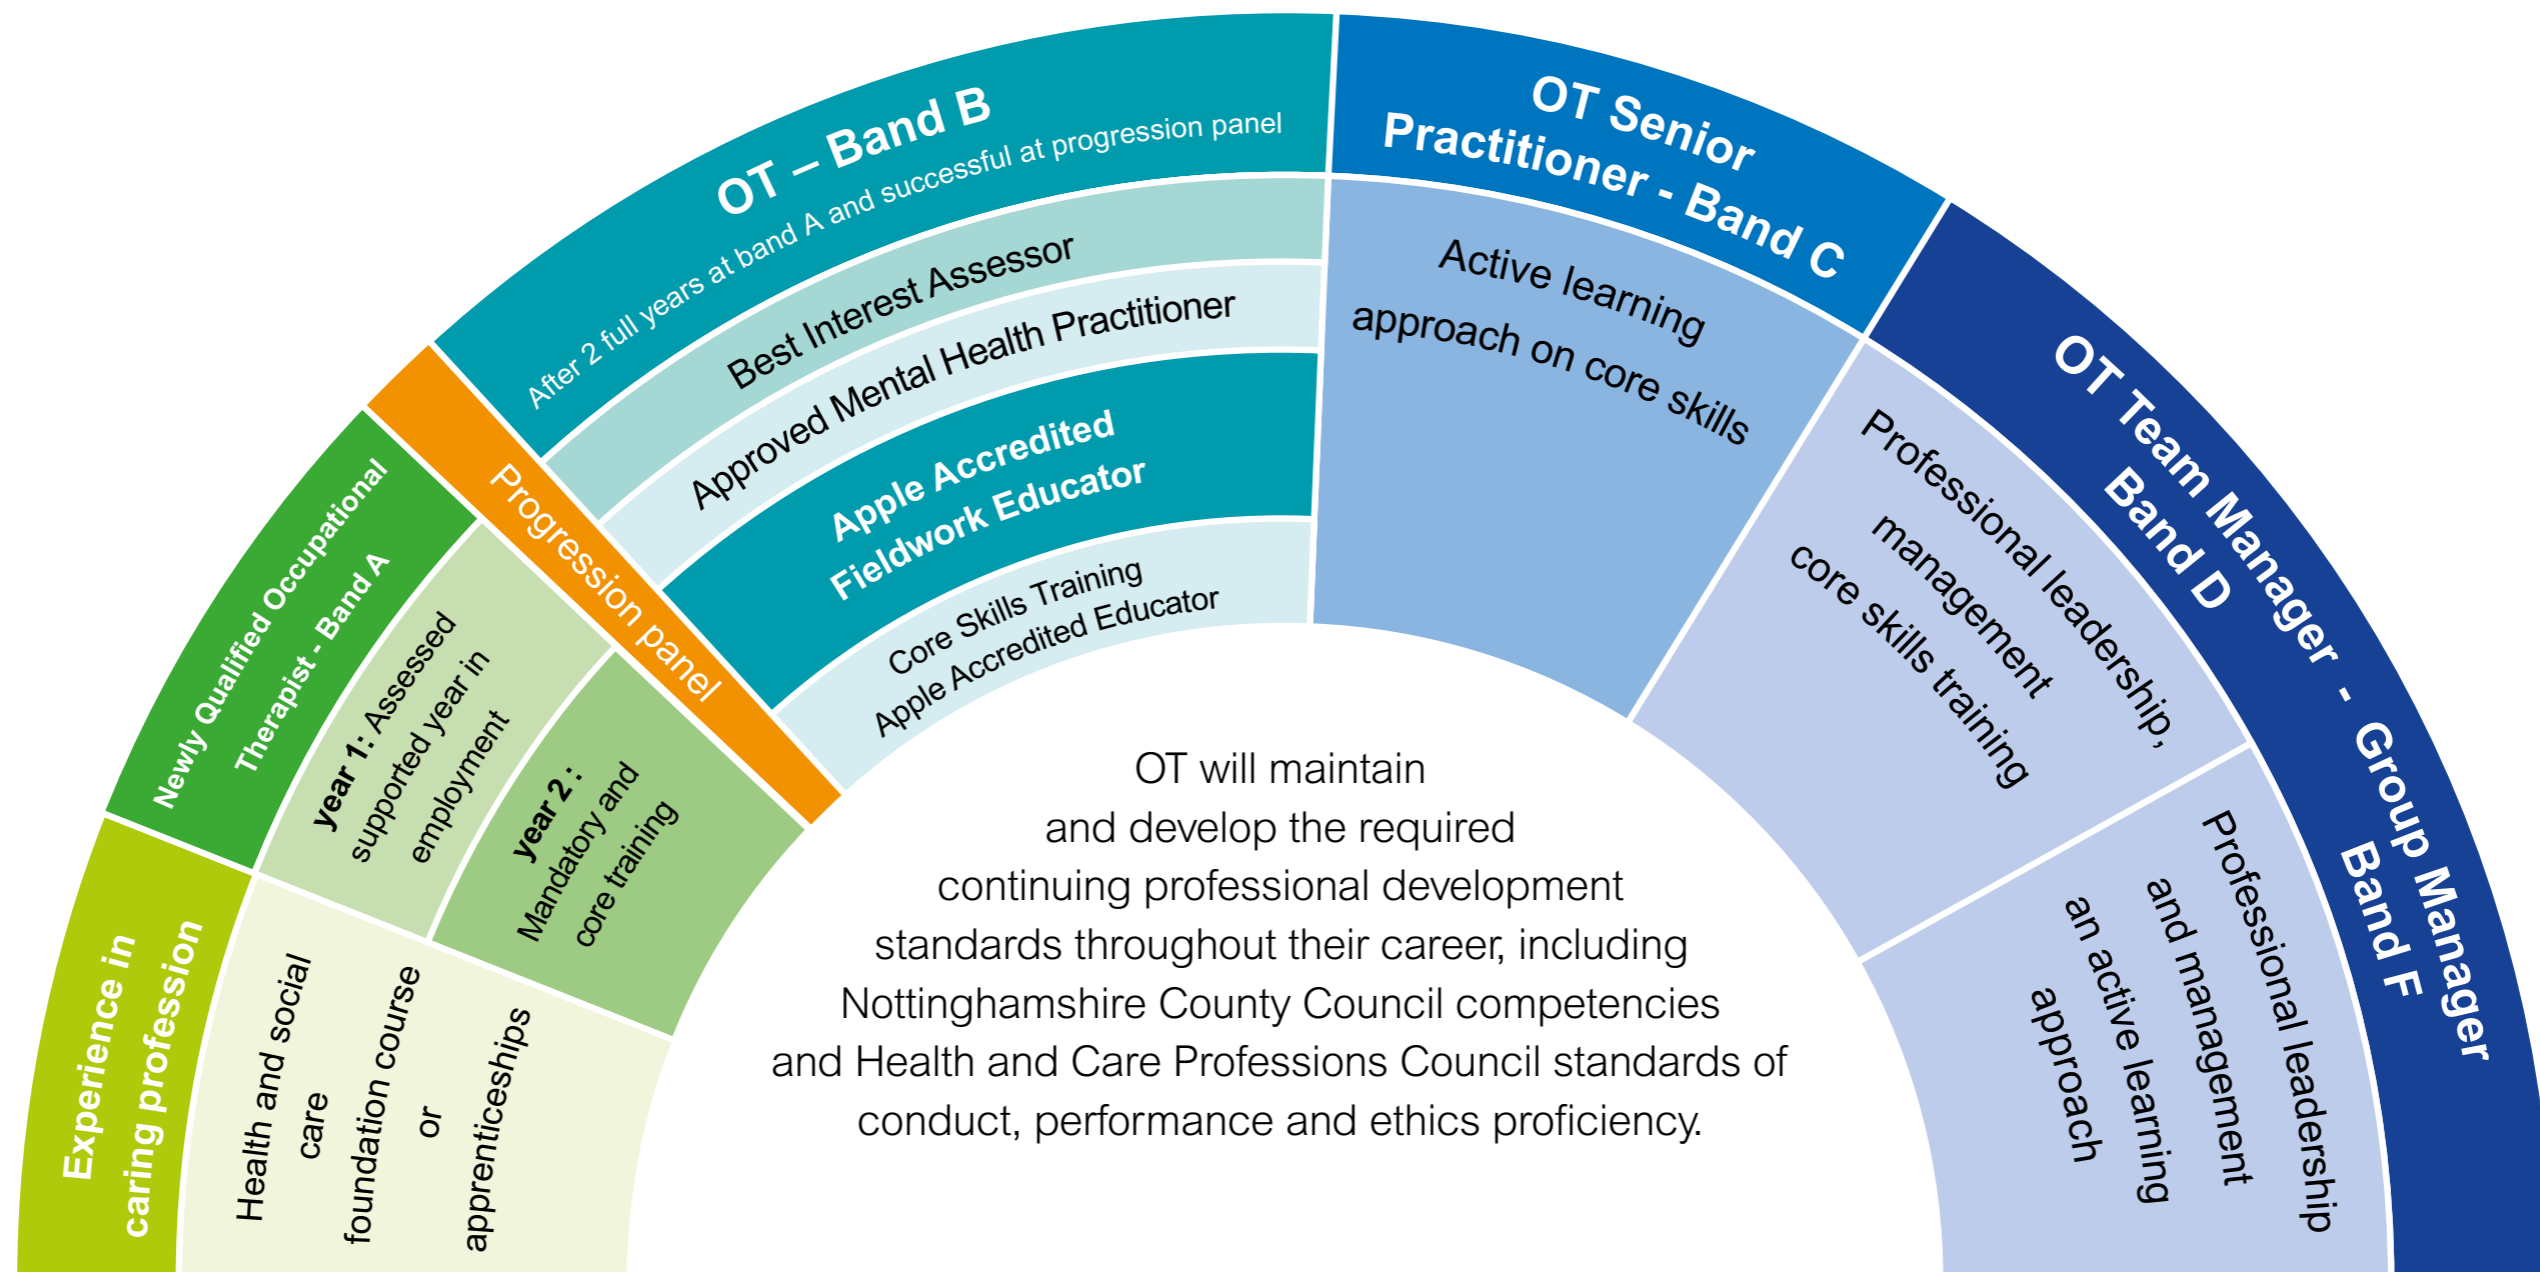 Experience in
caring profession
Health and social
care
foundation course
or
apprenticeships
Newly Qualified Occupational
Therapist - Band A
year 1: Assessed
supported year in
employment
year 2 :
Mandatory and
core training
Progression panel
OT – Band B
After 2 full years at band A and successful at progression panel
Best Interest Assessor
Approved Mental Health Practitioner
Apple Accredited
Fieldwork Educator
Core Skills Training
Apple Accredited Educator
OT Senior
Practitioner - Band C
Active learning
approach on core skills
OT Team Manager - Group Manager
Band D
Band F
Professional leadership,
management
core skills training
Professional leadership
and management
an active learning
approach
OT will maintain
and develop the required
continuing professional development
standards throughout their career, including
Nottinghamshire County Council competencies
and Health and Care Professions Council standards of
conduct, performance and ethics proficiency.